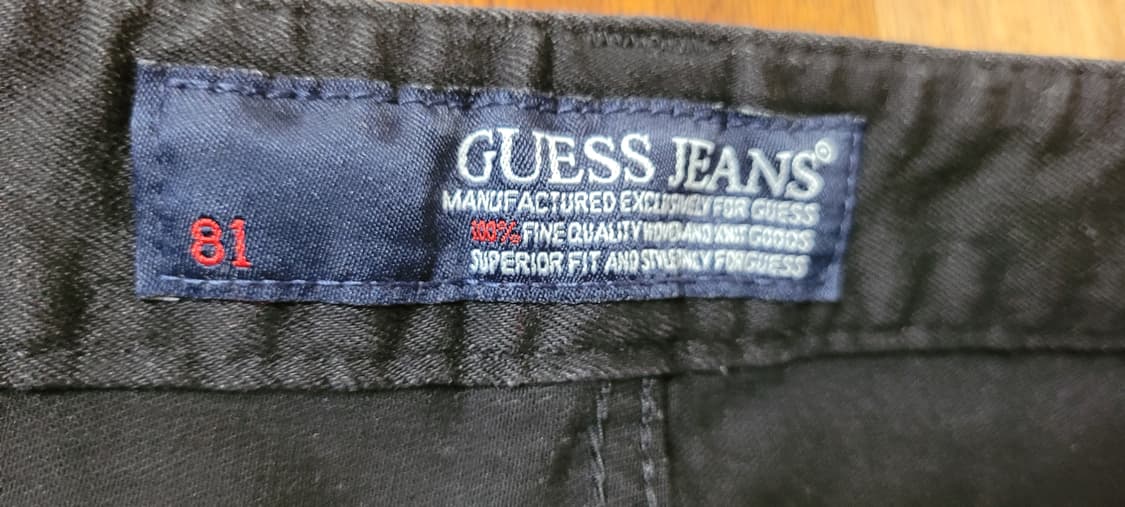 GUESS JEANS®
MANUFACTURED EXCLUSIVELY FOR GUESS
100% FINE QUALITY WOVEN AND KNIT GOODS
SUPERIOR FIT AND STYLE ONLY FOR GUESS
81